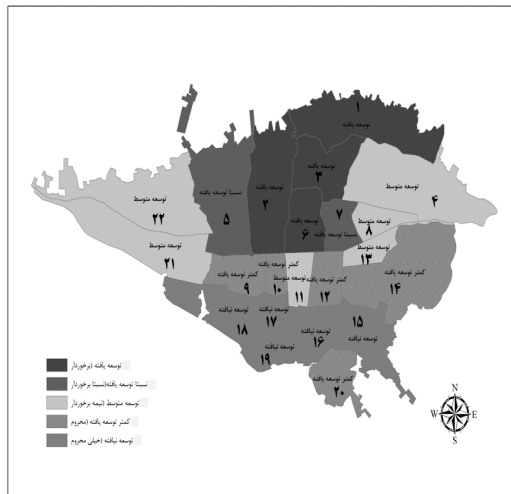 ۱
توسعه یافته
۳
توسعه یافته
توسعه متوسط
۴
توسعه یافته
۲
نسبتا توسعه یافته
۵
توسعه متوسط
۲۲
توسعه یافته
۶
۷
نسبتا توسعه یافته
توسعه متوسط
۸
توسعه متوسط
۲۱
توسعه متوسط
۱۳
کمتر توسعه یافته
۹
کمتر توسعه یافته
۱۰
توسعه متوسط
۱۱
کمتر توسعه یافته
۱۲
کمتر توسعه یافته
۱۴
توسعه نیافته
۱۸
توسعه نیافته
۱۷
توسعه نیافته
۱۶
۱۵
توسعه نیافته
توسعه نیافته
۱۹
کمتر توسعه یافته
۲۰
توسعه یافته (برخوردار
نسبتا توسعه یافته(نسبتا برخوردار
توسعه متوسط (نیمه برخوردار
کمتر توسعه یافته (محروم
توسعه نیافته (خیلی محروم
N
W E
S